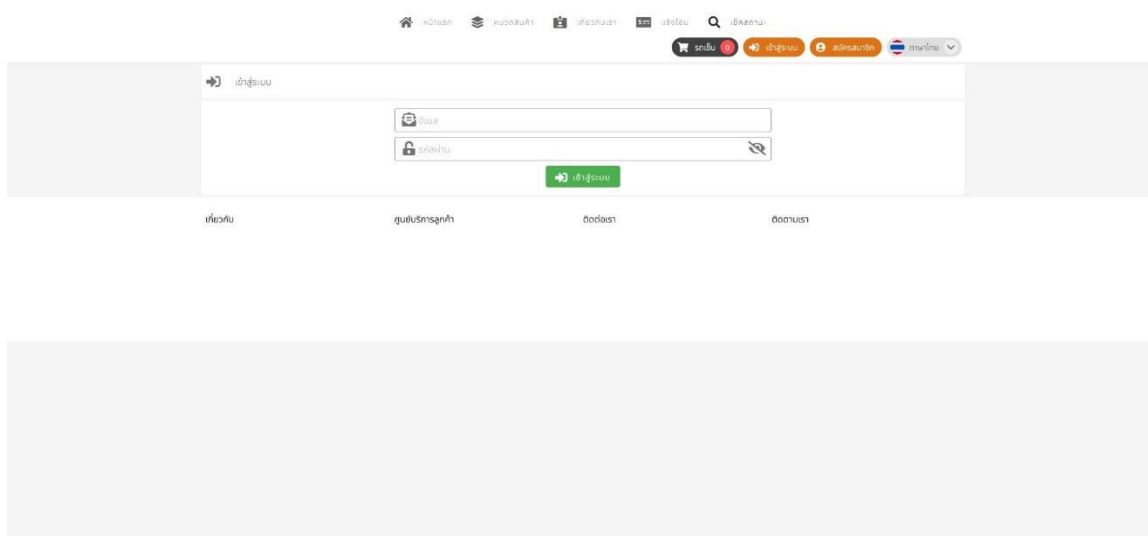 หน้าแรก หมวดสินค้า เกี่ยวกับเรา แจ้งโอน เช็คสถานะ
รถเข็น 0 เข้าสู่ระบบ สมัครสมาชิก ภาษาไทย
เข้าสู่ระบบ
อีเมล
รหัสผ่าน
เข้าสู่ระบบ
เกี่ยวกับ ศูนย์บริการลูกค้า ติดต่อเรา ติดตามเรา